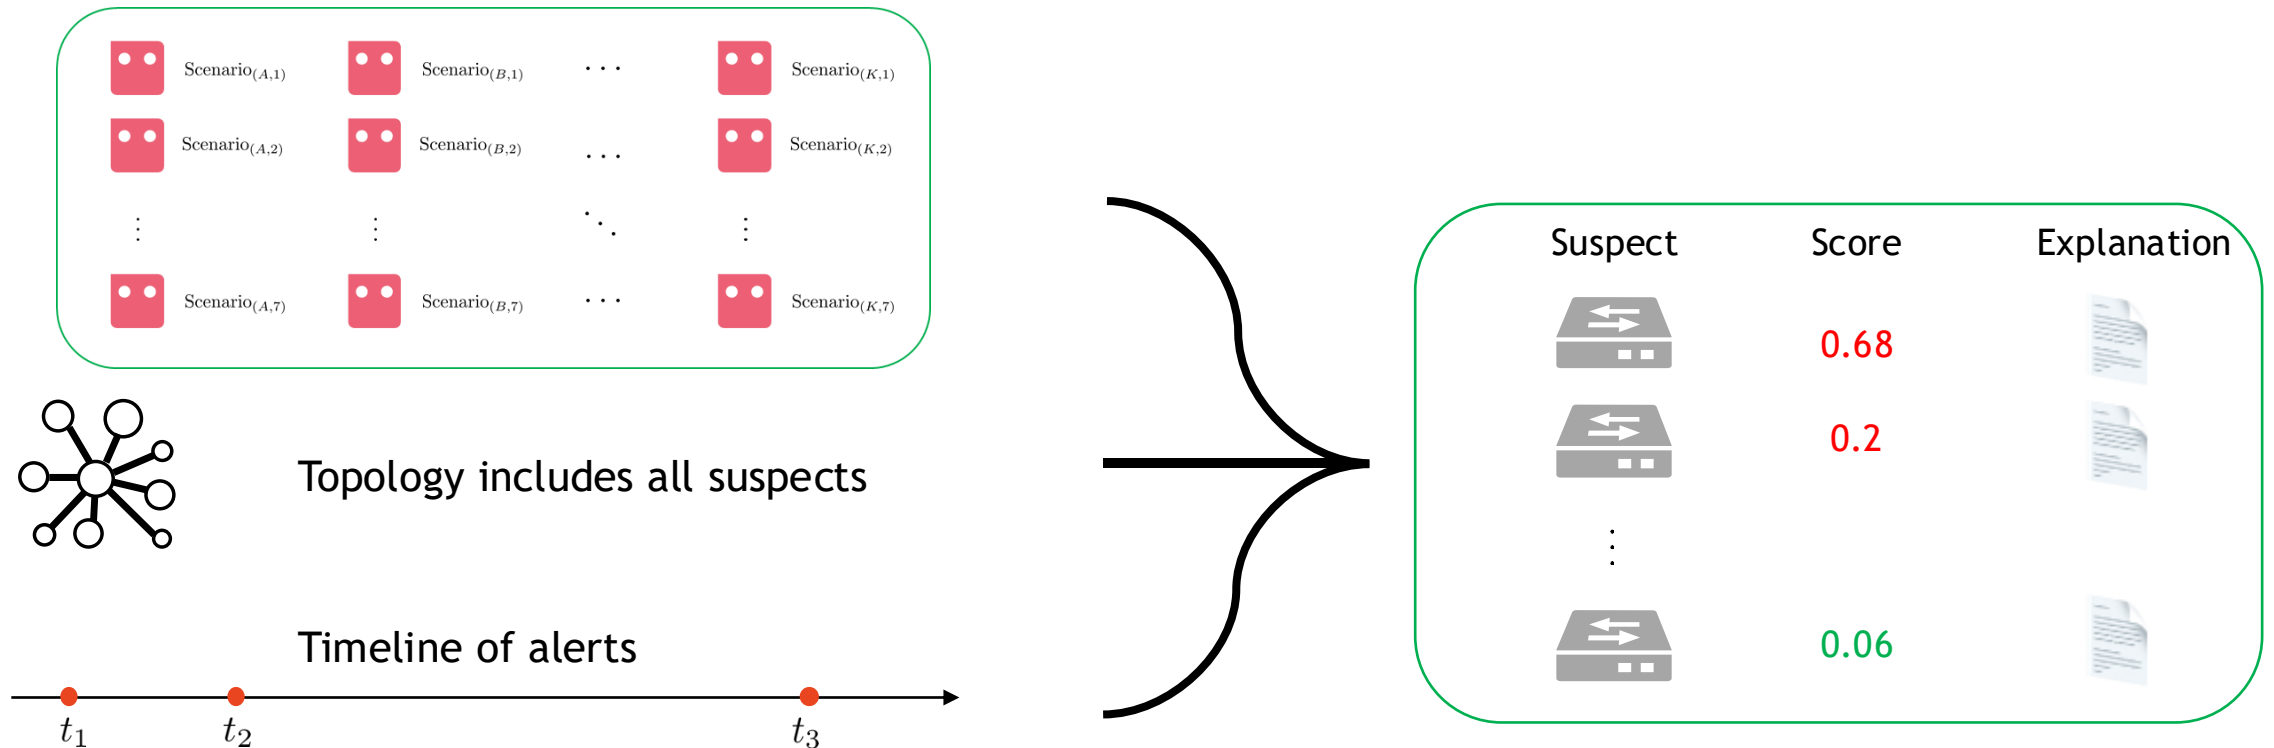 Scenario(A,1) Scenario(B,1) ... Scenario(K,1)
Scenario(A,2) Scenario(B,2) ... Scenario(K,2)
Scenario(A,7) Scenario(B,7) ... Scenario(K,7)
Topology includes all suspects
Timeline of alerts
t1 t2 t3
Suspect Score Explanation
0.68
0.2
0.06